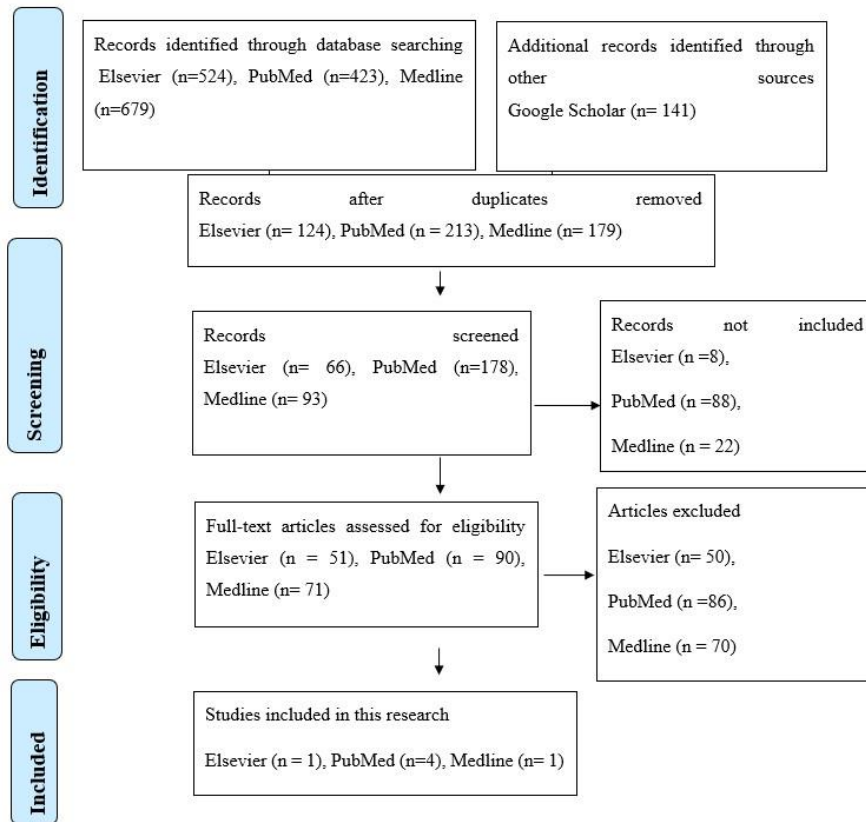 Identification
Records identified through database searching
Elsevier (n=524), PubMed (n=423), Medline
(n=679)
Additional records identified through
other sources
Google Scholar (n= 141)
Records after duplicates removed
Elsevier (n= 124), PubMed (n = 213), Medline (n= 179)
Screening
Records screened
Elsevier (n= 66), PubMed (n=178),
Medline (n= 93)
Records not included
Elsevier (n =8),
PubMed (n =88),
Medline (n = 22)
Eligibility
Full-text articles assessed for eligibility
Elsevier (n = 51), PubMed (n = 90),
Medline (n= 71)
Articles excluded
Elsevier (n= 50),
PubMed (n =86),
Medline (n = 70)
Included
Studies included in this research
Elsevier (n = 1), PubMed (n=4), Medline (n= 1)